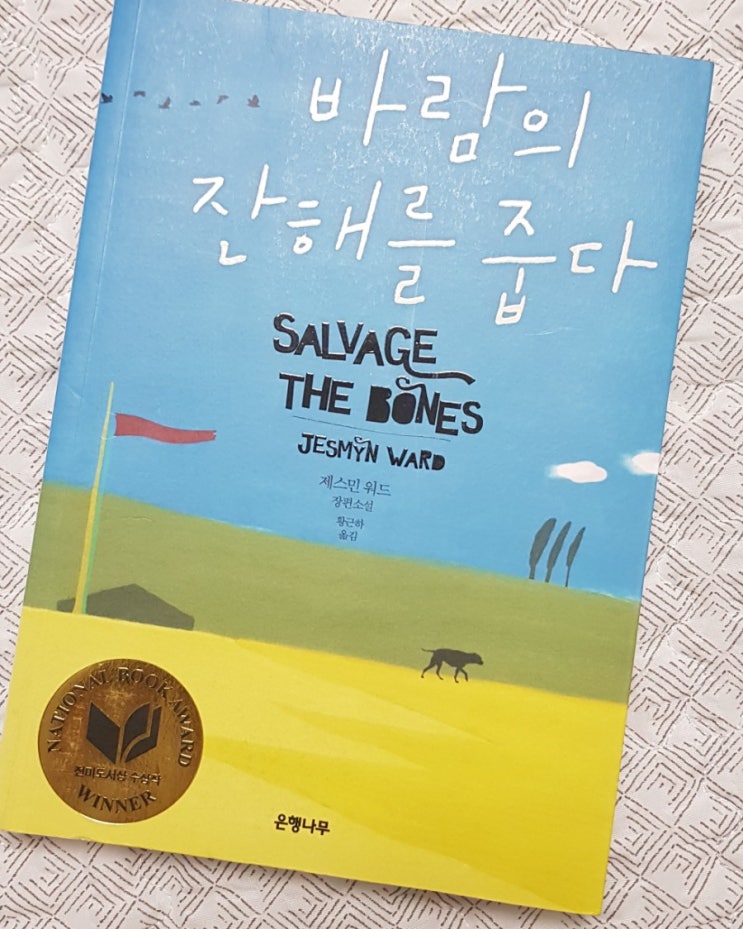 바람의
잔해를 줍다
SALVAGE
THE BONES
JESMYN WARD
제스민 워드
장편소설
황근하
옮김
NATIONAL BOOK AWARD
전미도서상 수상작
WINNER
은행나무